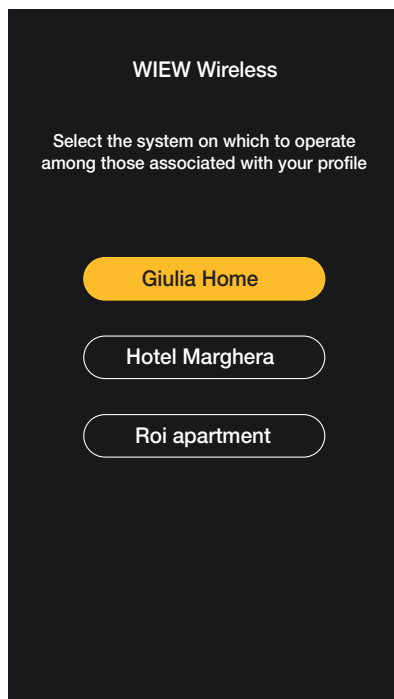 WIEW Wireless
Select the system on which to operate
among those associated with your profile
Giulia Home
Hotel Marghera
Roi apartment